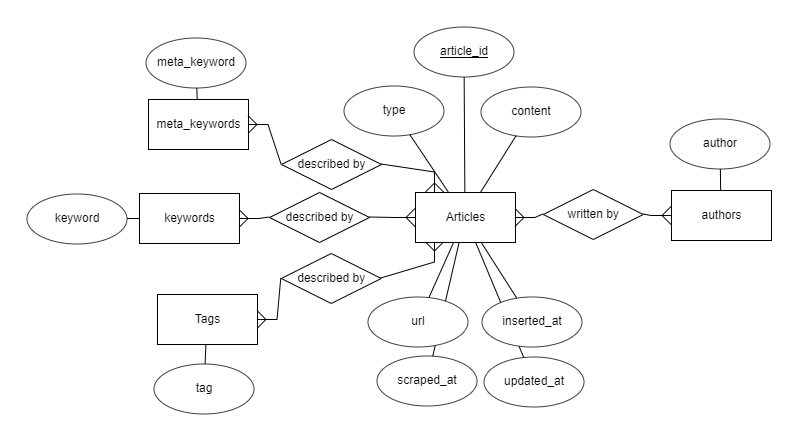 article_id
meta_keyword
type
content
meta_keywords
author
described by
keyword
keywords
described by
Articles
written by
authors
described by
Tags
url
inserted_at
scraped_at
updated_at
tag